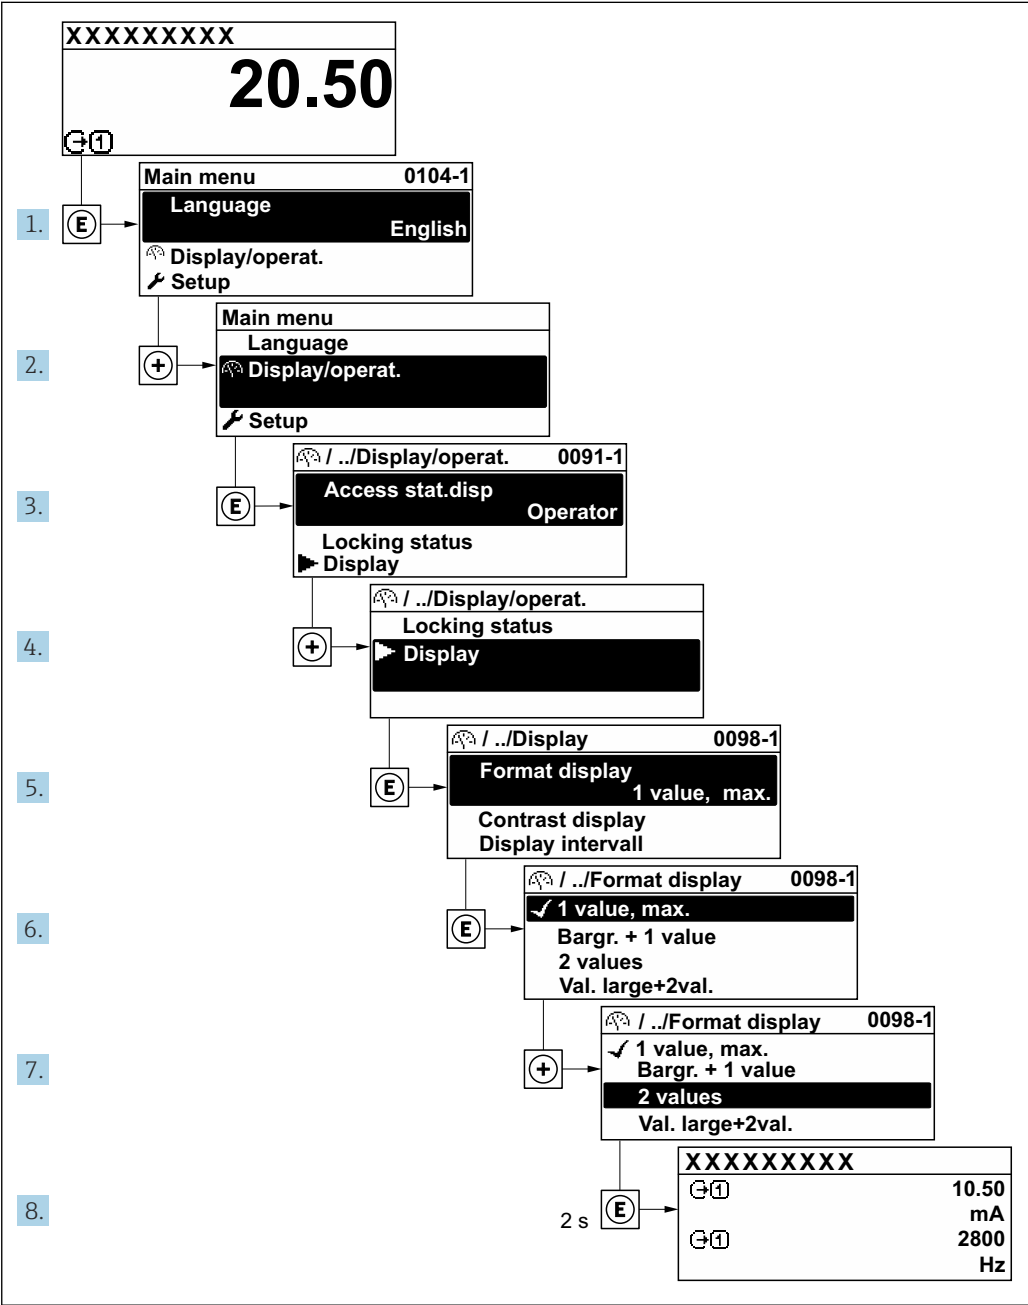 XXXXXXXXX
20.50
1
Main menu 0104-1
Language
English
Display/operat.
Setup
1. E
Main menu
Language
Display/operat.
Setup
2. +
/ ../Display/operat. 0091-1
Access stat.disp
Operator
Locking status
Display
3. E
/ ../Display/operat.
Locking status
Display
4. +
/ ../Display 0098-1
Format display
1 value, max.
Contrast display
Display intervall
5. E
/ ../Format display 0098-1
1 value, max.
Bargr. + 1 value
2 values
Val. large+2val.
6. E
/ ../Format display 0098-1
1 value, max.
Bargr. + 1 value
2 values
Val. large+2val.
7. +
XXXXXXXXX
1 10.50
mA
1 2800
Hz
8. 2 s E